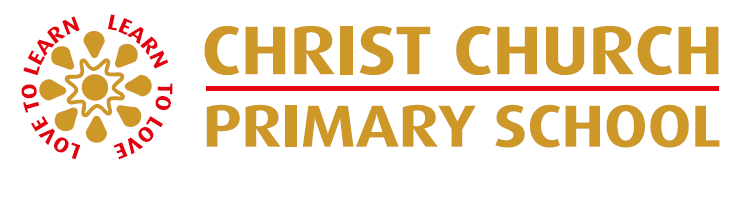 LOVE TO LEARN
LEARN TO LOVE
CHRIST CHURCH
PRIMARY SCHOOL